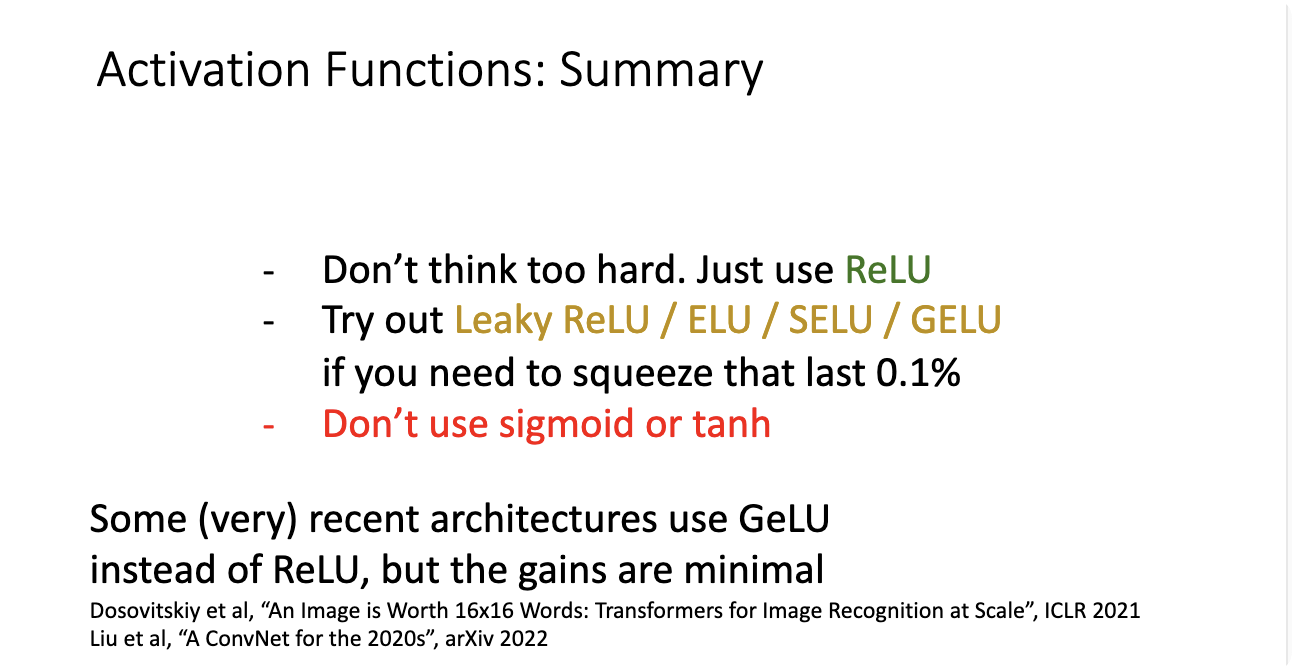 Activation Functions: Summary
- Don’t think too hard. Just use ReLU
- Try out Leaky ReLU / ELU / SELU / GELU
if you need to squeeze that last 0.1%
- Don’t use sigmoid or tanh
Some (very) recent architectures use GeLU
instead of ReLU, but the gains are minimal
Dosovitskiy et al, “An Image is Worth 16x16 Words: Transformers for Image Recognition at Scale”, ICLR 2021
Liu et al, “A ConvNet for the 2020s”, arXiv 2022